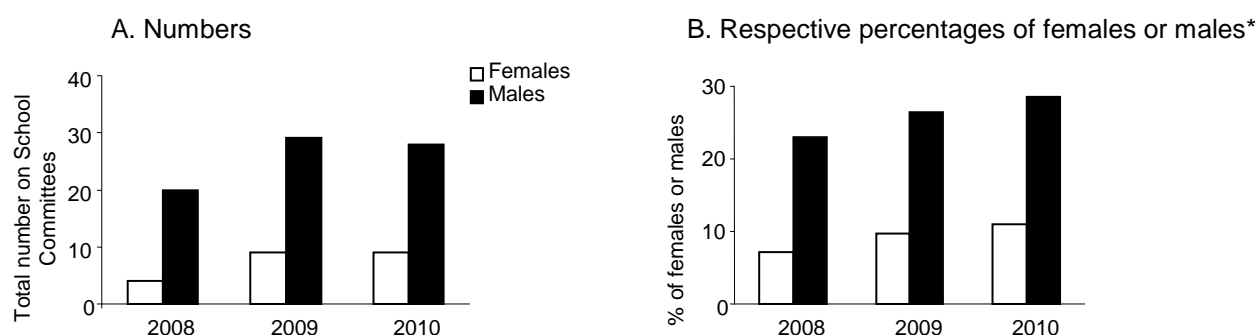 A. Numbers
Total number on School
Committees
40
30
20
10
0
2008
2009
2010
Females
Males
B. Respective percentages of females or males*
% of females or males
30
20
10
0
2008
2009
2010